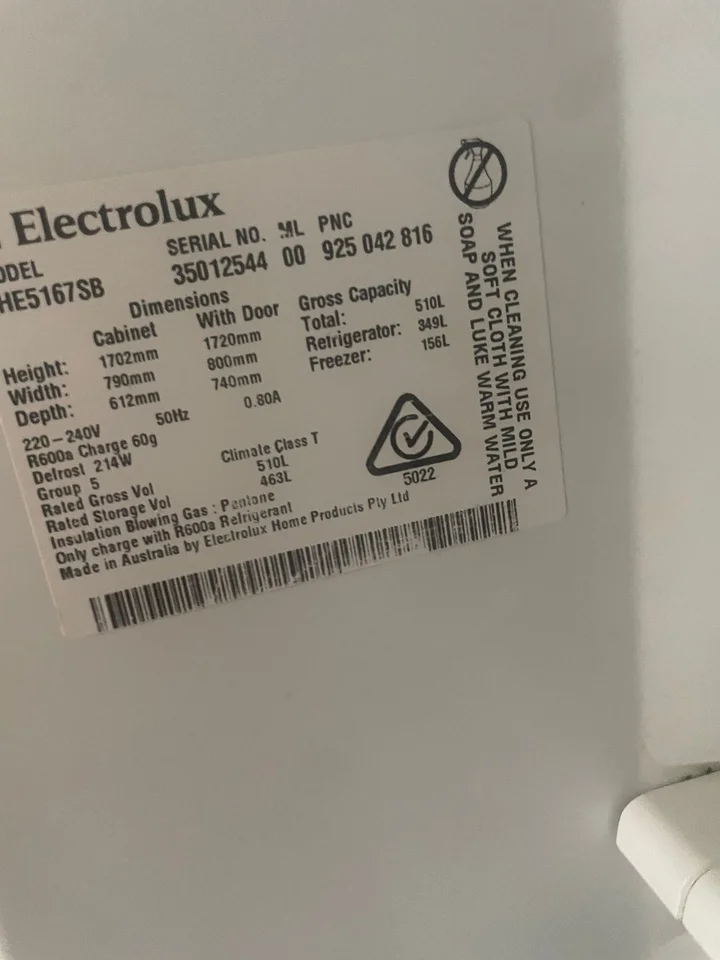 Electrolux
ODEL SERIAL NO. ML PNC
HE5167SB 35012544 00 925 042 816
Dimensions
Cabinet With Door Gross Capacity
Height: 1702mm 1720mm Total: 510L
Width: 790mm 800mm Refrigerator: 349L
Depth: 612mm 740mm Freezer: 156L
220-240V 50Hz 0.80A
R600a Charge 60g
Defrost 214W Climate Class T
Group 5
Rated Gross Vol 510L
Rated Storage Vol 463L
Insulation Blowing Gas : Pentane
Only charge with R600a Refrigerant
Made in Australia by Electrolux Home Products Pty Ltd
5022
WHEN CLEANING USE ONLY A
SOFT CLOTH WITH MILD
SOAP AND LUKE WARM WATER